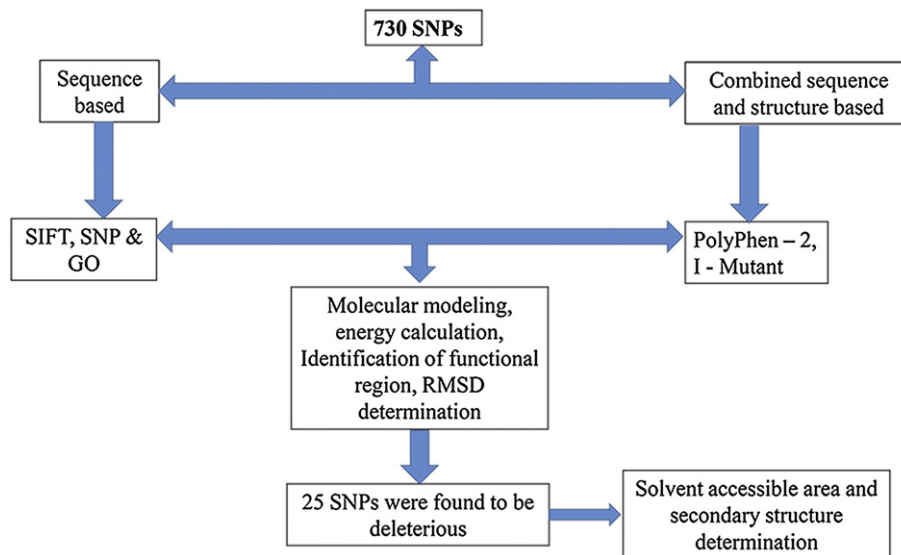 730 SNPs
Sequence
based
Combined sequence
and structure based
SIFT, SNP &
GO
PolyPhen – 2,
I - Mutant
Molecular modeling,
energy calculation,
Identification of functional
region, RMSD
determination
25 SNPs were found to be
deleterious
Solvent accessible area and
secondary structure
determination